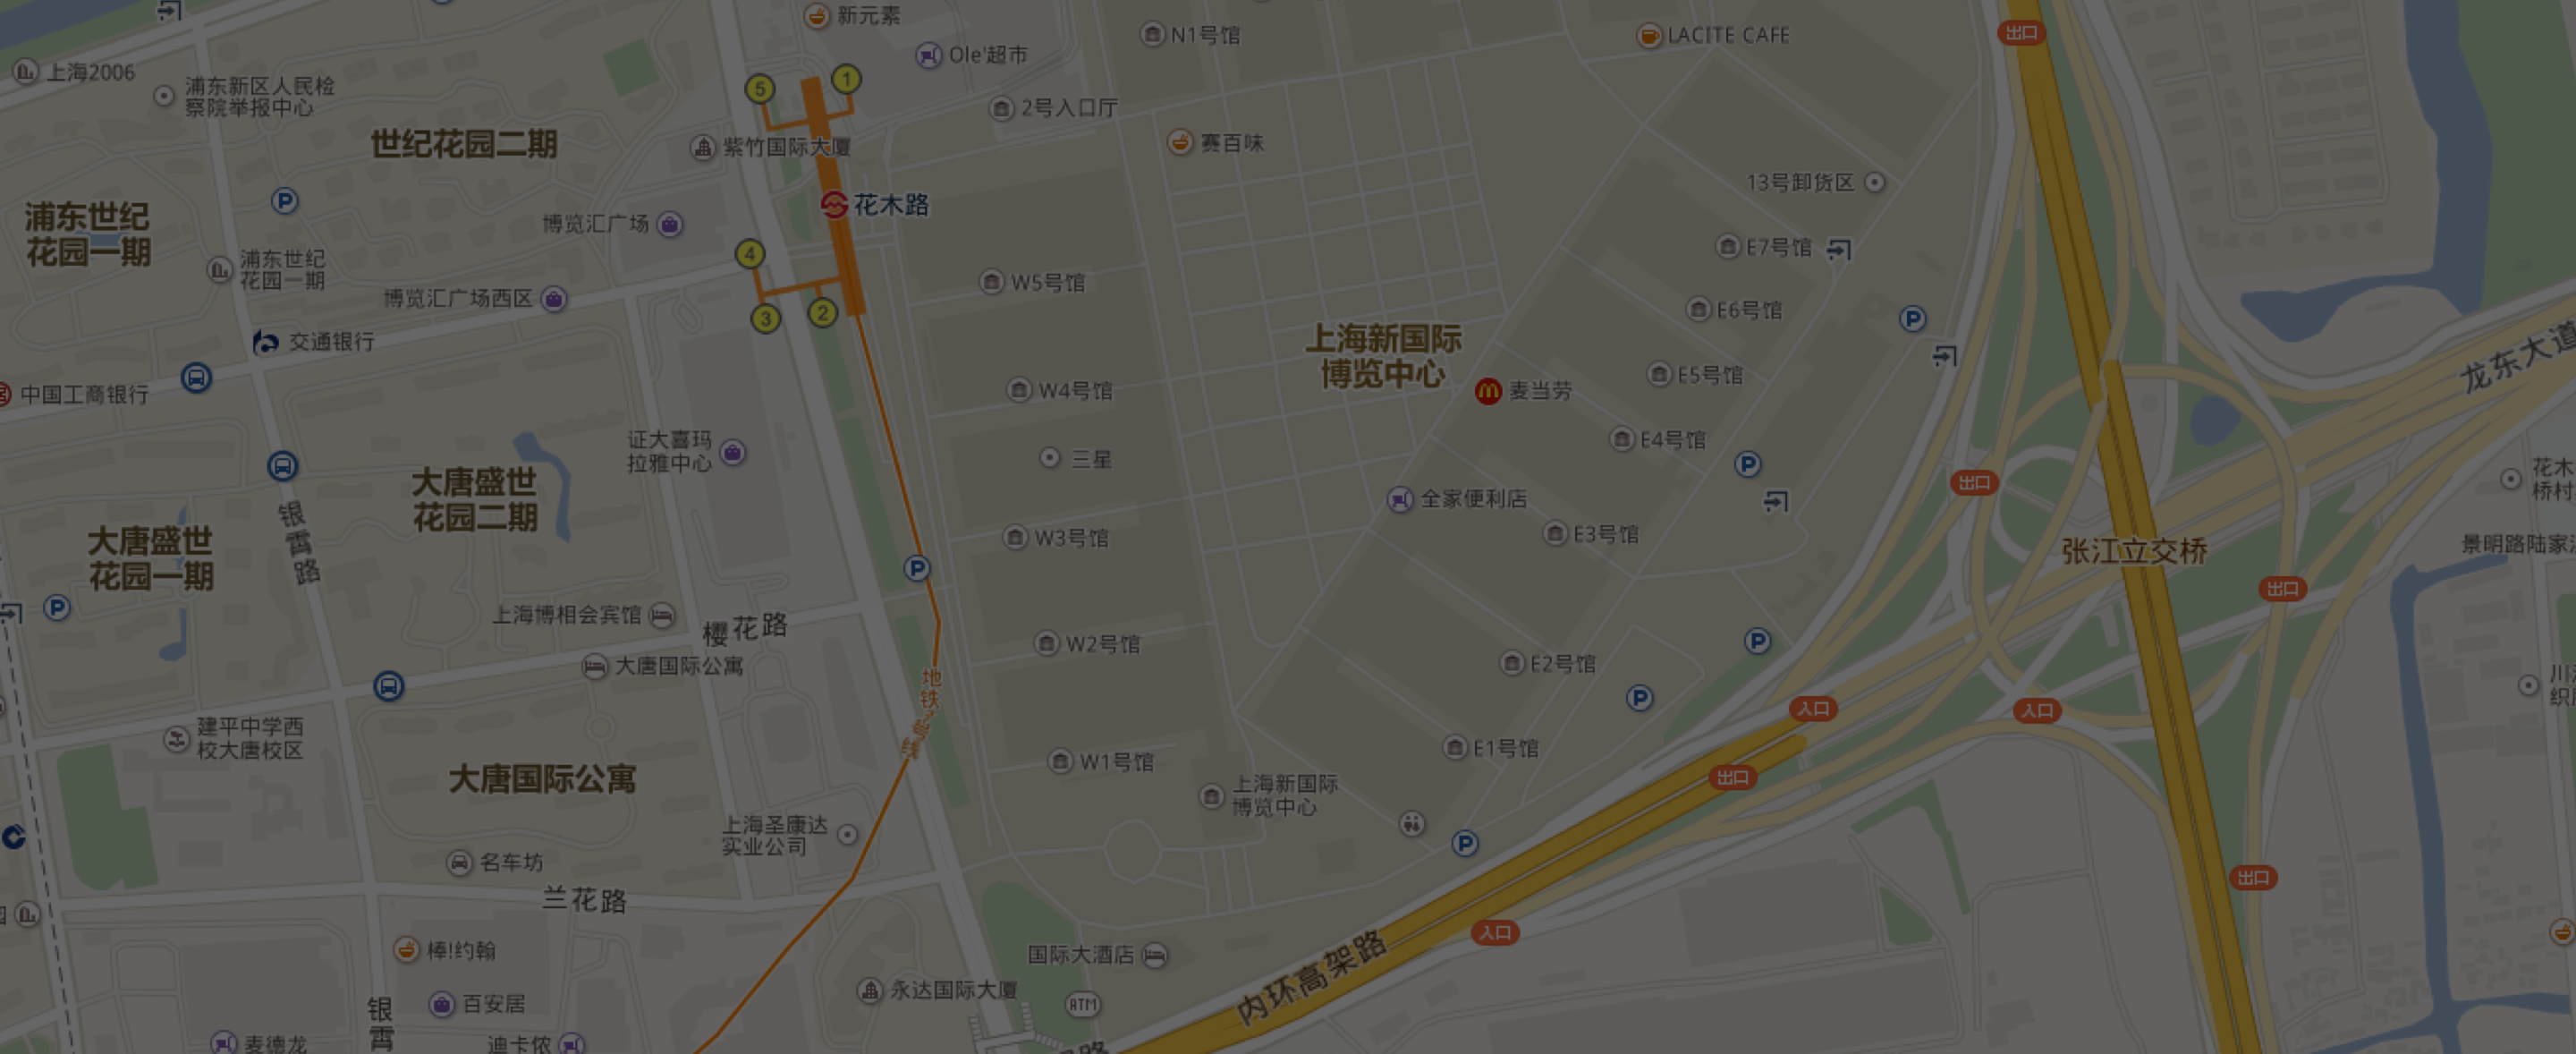 新元素
N1号馆
LACITE CAFE
出口
Ole'超市
上海2006
浦东新区人民检
察院举报中心
5
1
2号入口厅
世纪花园二期
紫竹国际大厦
赛百味
13号卸货区
P
花木路
浦东世纪
花园一期
博览汇广场
E7号馆
4
浦东世纪
花园一期
W5号馆
博览汇广场西区
E6号馆
3
2
P
上海新国际
博览中心
交通银行
龙东大道
E5号馆
中国工商银行
W4号馆
麦当劳
E4号馆
证大喜玛
拉雅中心
三星
P
花木
桥村
大唐盛世
花园二期
出口
全家便利店
银霄路
W3号馆
E3号馆
大唐盛世
花园一期
张江立交桥
景明路陆家
P
出口
P
上海博相会宾馆
樱花路
W2号馆
P
大唐国际公寓
E2号馆
地铁
P
入口
入口
建平中学西
校大唐校区
W1号馆
E1号馆
大唐国际公寓
出口
上海新国际
博览中心
上海圣康达
实业公司
P
名车坊
出口
兰花路
入口
棒!约翰
国际大酒店
内环高架路
永达国际大厦
百安居
ATM
银霄
麦德龙
迪卡侬